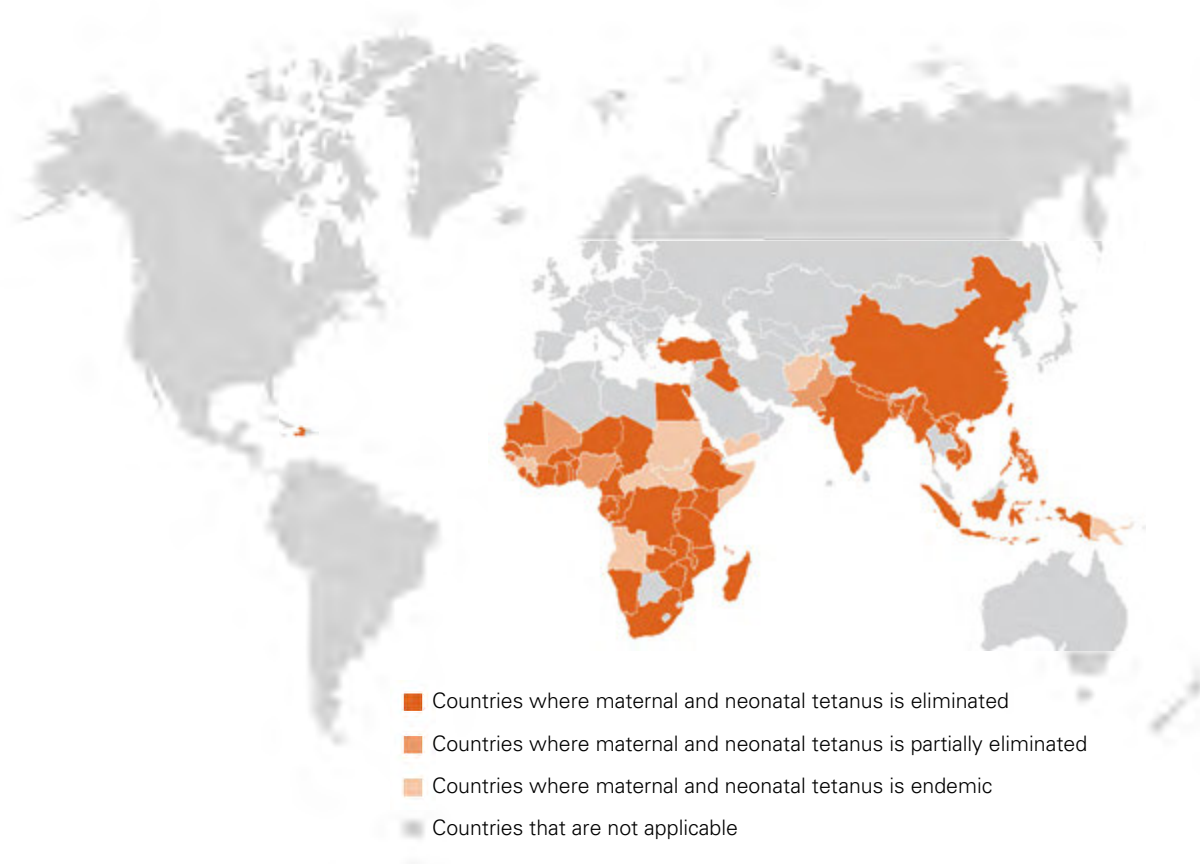 Countries where maternal and neonatal tetanus is eliminated
Countries where maternal and neonatal tetanus is partially eliminated
Countries where maternal and neonatal tetanus is endemic
Countries that are not applicable